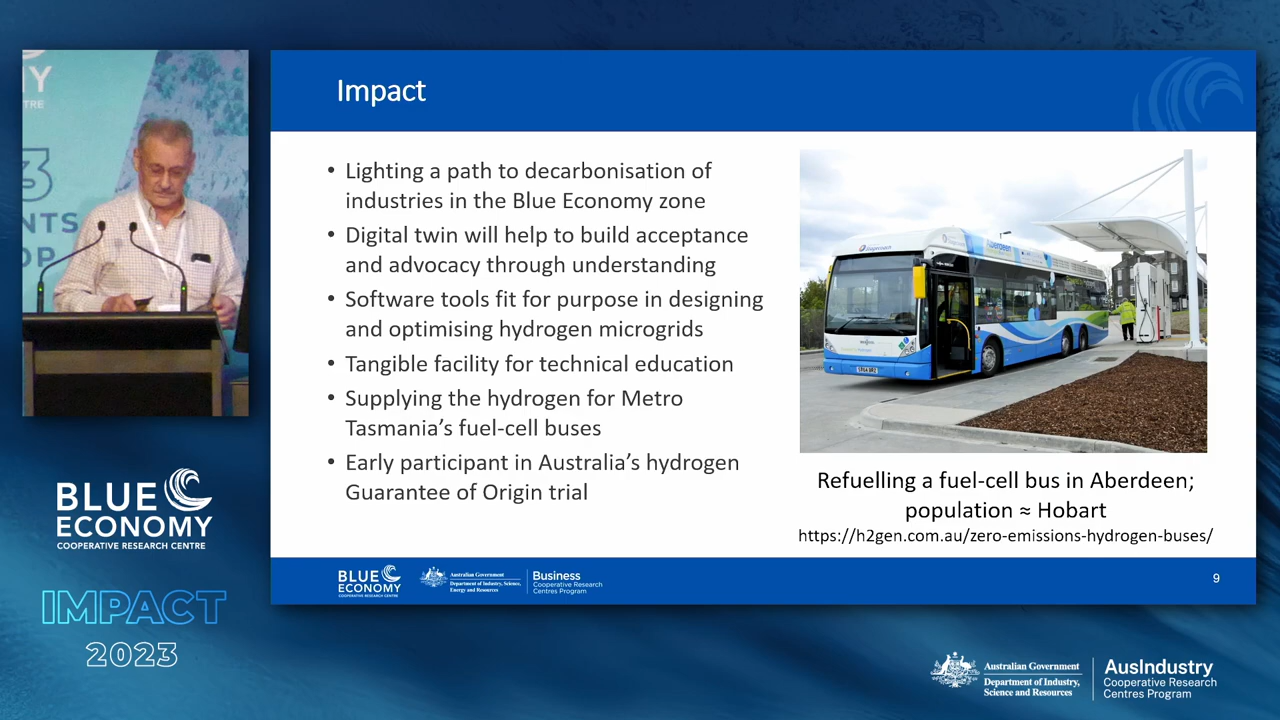 Impact
• Lighting a path to decarbonisation of
industries in the Blue Economy zone
• Digital twin will help to build acceptance
and advocacy through understanding
• Software tools fit for purpose in designing
and optimising hydrogen microgrids
• Tangible facility for technical education
• Supplying the hydrogen for Metro
Tasmania’s fuel-cell buses
• Early participant in Australia’s hydrogen
Guarantee of Origin trial
Aberdeen
Refuelling a fuel-cell bus in Aberdeen;
population ≈ Hobart
https://h2gen.com.au/zero-emissions-hydrogen-buses/
BLUE
ECONOMY
COOPERATIVE RESEARCH CENTRE
Australian Government
Department of Industry, Science,
Energy and Resources
Business
Cooperative Research
Centres Program
9
Y
TRE
3
NTS
OP
BLUE
ECONOMY
COOPERATIVE RESEARCH CENTRE
IMPACT
2023
Australian Government
Department of Industry,
Science and Resources
AusIndustry
Cooperative Research
Centres Program